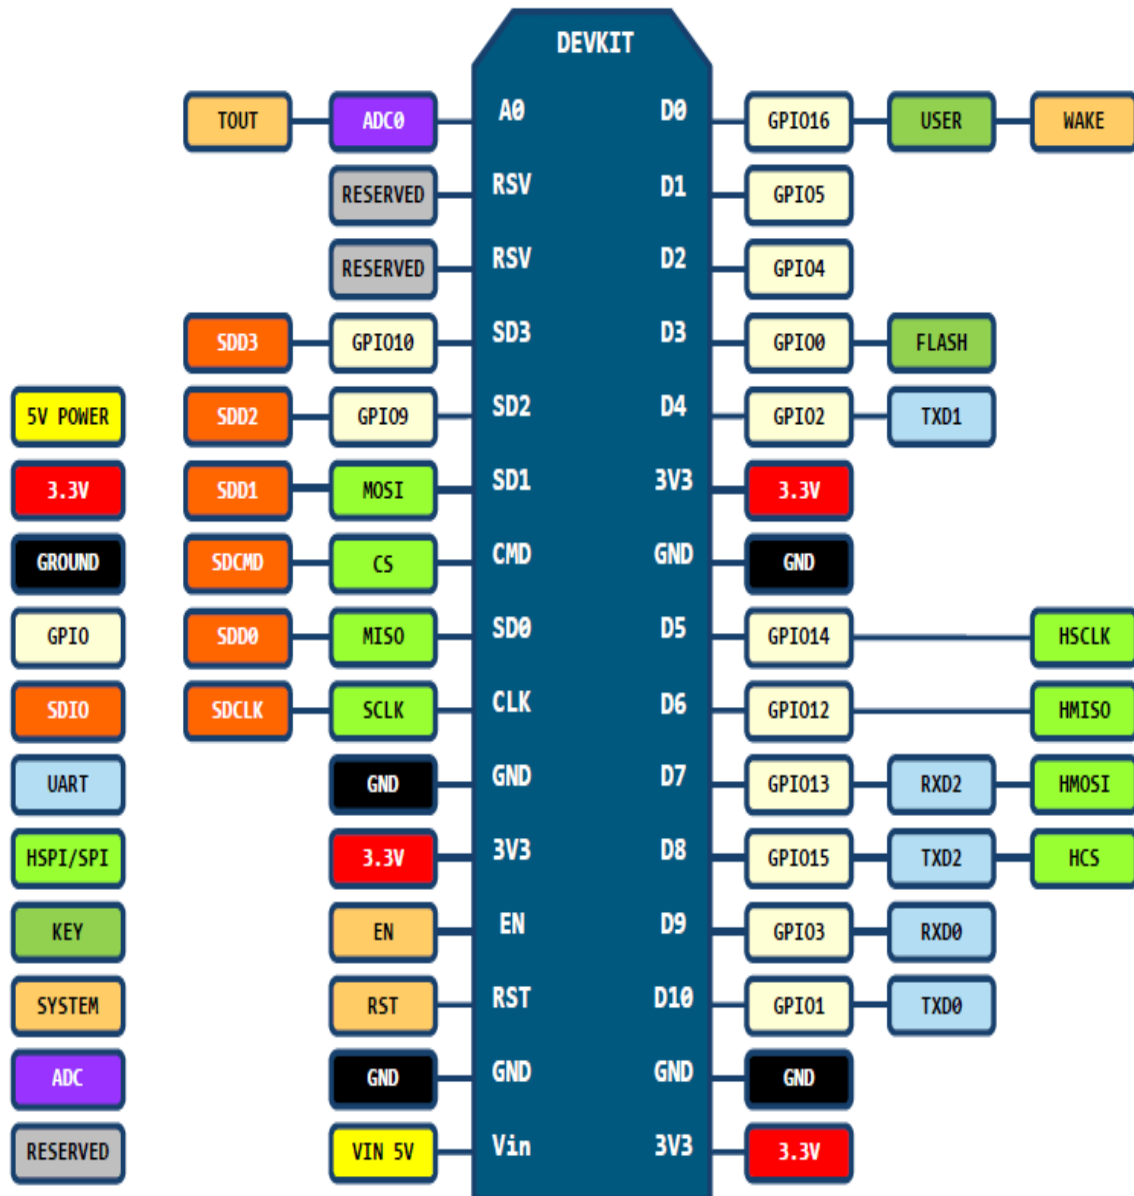 DEVKIT
TOUT ADC0 A0 D0 GPIO16 USER WAKE
RESERVED RSV D1 GPIO5
RESERVED RSV D2 GPIO4
SDD3 GPIO10 SD3 D3 GPIO0 FLASH
5V POWER SDD2 GPIO9 SD2 D4 GPIO2 TXD1
3.3V SDD1 MOSI SD1 3V3 3.3V
GROUND SDCMD CS CMD GND GND
GPIO SDD0 MISO SD0 D5 GPIO14 HSCLK
SDIO SDCLK SCLK CLK D6 GPIO12 HMISO
UART GND GND D7 GPIO13 RXD2 HMOSI
HSPI/SPI 3.3V 3V3 D8 GPIO15 TXD2 HCS
KEY EN EN D9 GPIO3 RXD0
SYSTEM RST RST D10 GPIO1 TXD0
ADC GND GND GND GND
RESERVED VIN 5V Vin 3V3 3.3V